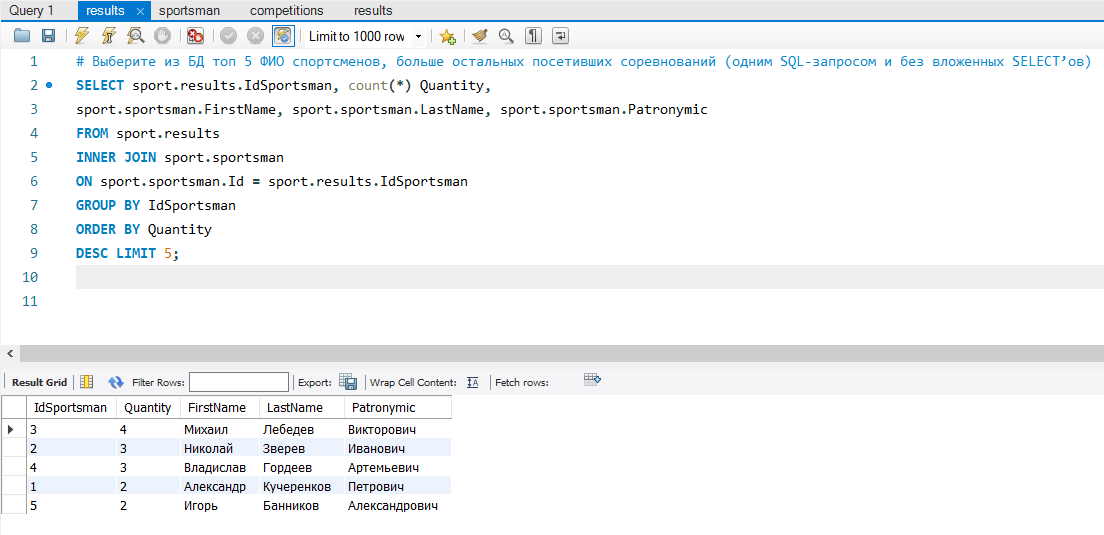 Query 1 results × sportsman competitions results
Limit to 1000 row
1 # Выберите из БД топ 5 ФИО спортсменов, больше остальных посетивших соревнований (одним SQL-запросом и без вложенных SELECT’ов)
2 SELECT sport.results.IdSportsman, count(*) Quantity,
3 sport.sportsman.FirstName, sport.sportsman.LastName, sport.sportsman.Patronymic
4 FROM sport.results
5 INNER JOIN sport.sportsman
6 ON sport.sportsman.Id = sport.results.IdSportsman
7 GROUP BY IdSportsman
8 ORDER BY Quantity
9 DESC LIMIT 5;
10
11
Result Grid Filter Rows: Export: Wrap Cell Content: Fetch rows:
IdSportsman Quantity FirstName LastName Patronymic
3 4 Михаил Лебедев Викторович
2 3 Николай Зверев Иванович
4 3 Владислав Гордеев Артемьевич
1 2 Александр Кучеренков Петрович
5 2 Игорь Банников Александрович